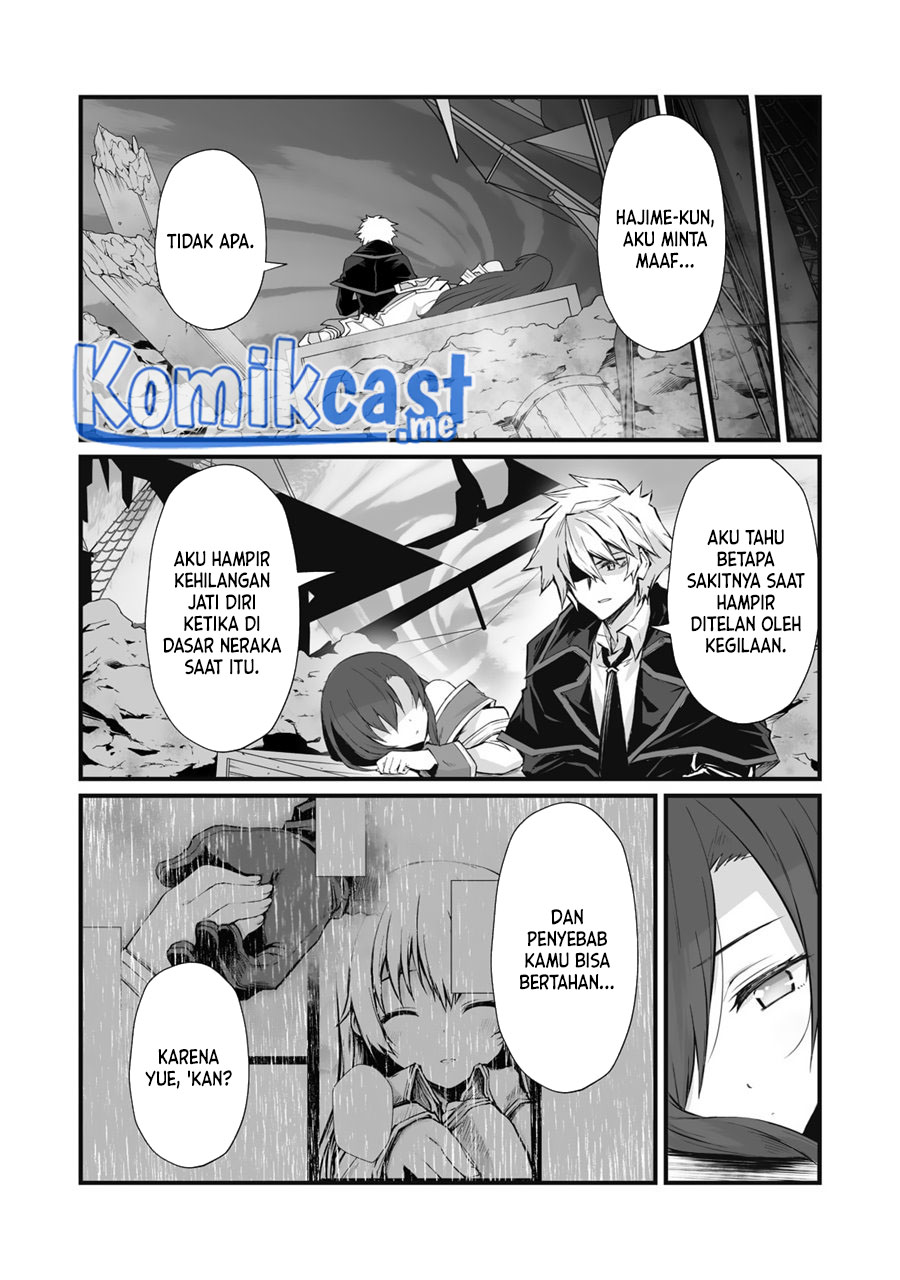 HAJIME-KUN,
AKU MINTA
MAAF...
TIDAK APA.
Komikcast
.me
AKU TAHU
BETAPA
SAKITNYA SAAT
HAMPIR
DITELAN OLEH
KEGILAAN.
AKU HAMPIR
KEHILANGAN
JATI DIRI
KETIKA DI
DASAR NERAKA
SAAT ITU.
DAN
PENYEBAB
KAMU BISA
BERTAHAN...
KARENA
YUE, 'KAN?